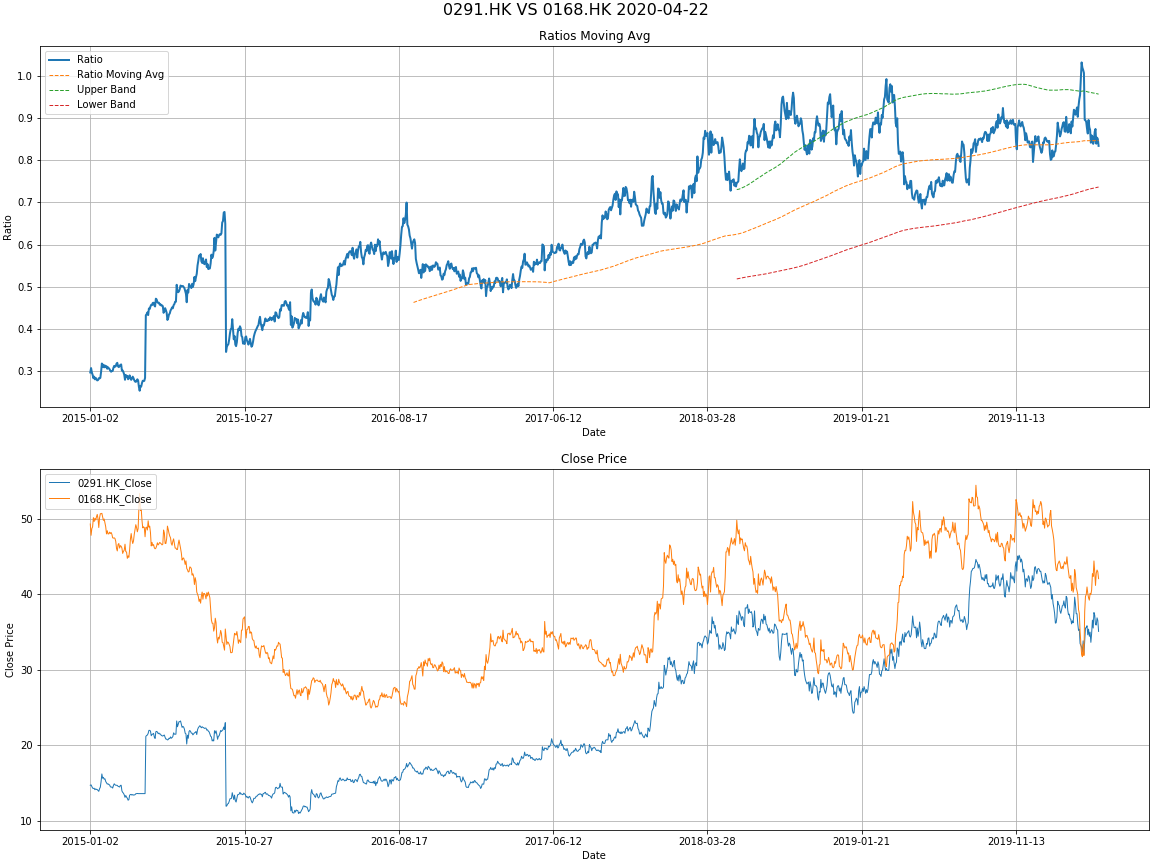 0291.HK VS 0168.HK 2020-04-22
Ratios Moving Avg
Ratio
Ratio Moving Avg
Upper Band
Lower Band
1.0
0.9
0.8
0.7
0.6
0.5
0.4
0.3
Ratio
2015-01-02 2015-10-27 2016-08-17 2017-06-12 2018-03-28 2019-01-21 2019-11-13
Date
Close Price
0291.HK_Close
0168.HK_Close
50
40
30
20
10
Close Price
2015-01-02 2015-10-27 2016-08-17 2017-06-12 2018-03-28 2019-01-21 2019-11-13
Date